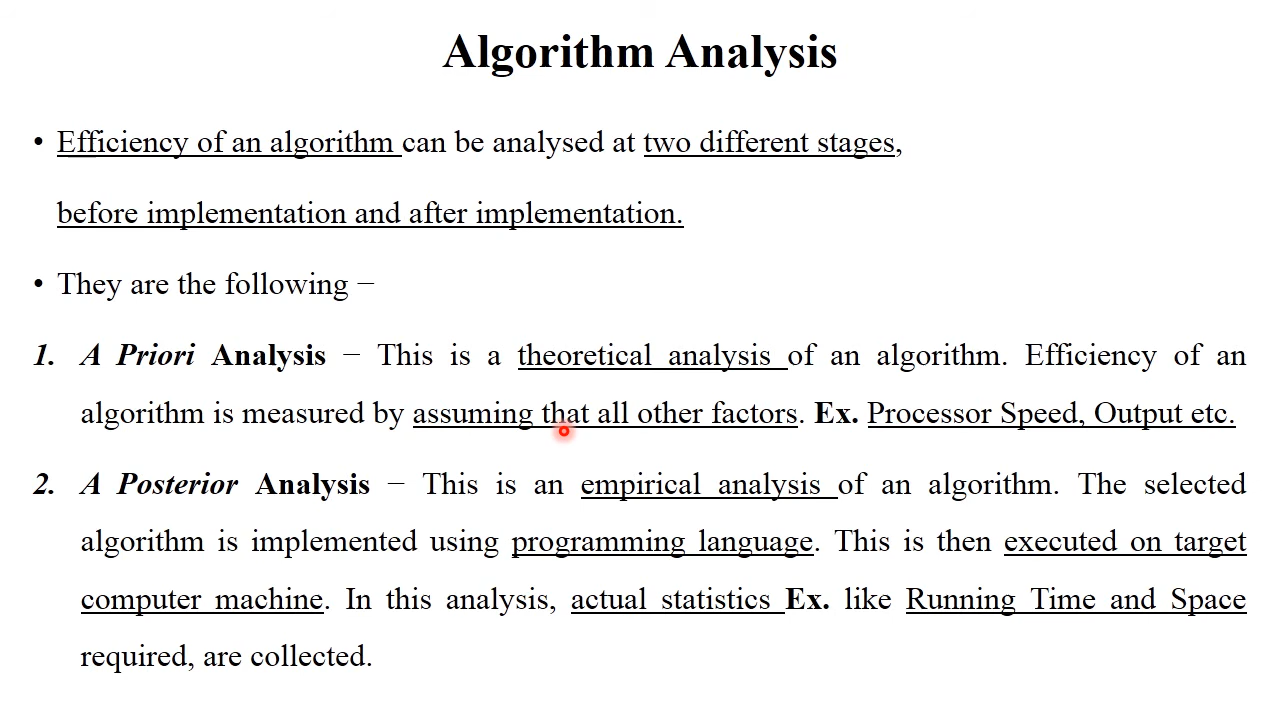 Algorithm Analysis
• Efficiency of an algorithm can be analysed at two different stages,
before implementation and after implementation.
• They are the following −
1. A Priori Analysis − This is a theoretical analysis of an algorithm. Efficiency of an
algorithm is measured by assuming that all other factors. Ex. Processor Speed, Output etc.
2. A Posterior Analysis − This is an empirical analysis of an algorithm. The selected
algorithm is implemented using programming language. This is then executed on target
computer machine. In this analysis, actual statistics Ex. like Running Time and Space
required, are collected.